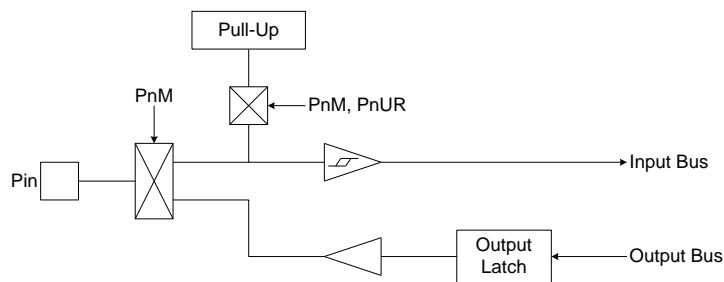 Pull-Up
PnM
PnM, PnUR
Pin
Input Bus
Output
Latch
Output Bus